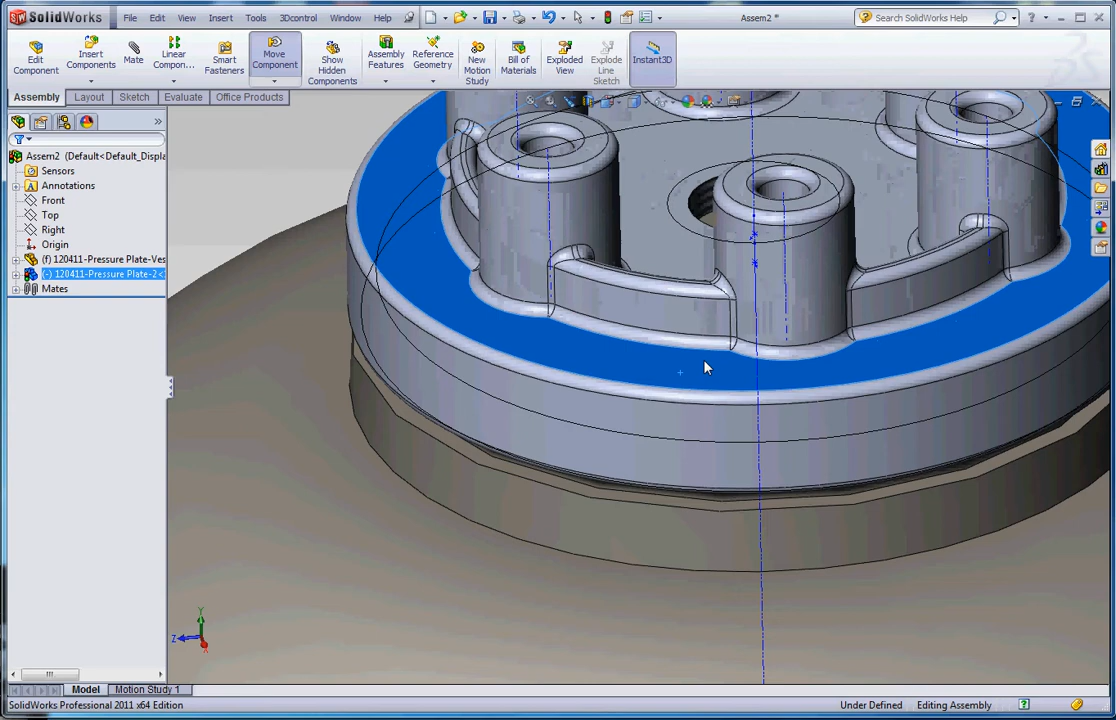 SolidWorks File Edit View Insert Tools 3Dcontrol Window Help Assem2 * Search SolidWorks Help
Edit Component
Insert Components
Mate
Linear Compon...
Smart Fasteners
Move Component
Show Hidden Components
Assembly Features
Reference Geometry
New Motion Study
Bill of Materials
Exploded View
Explode Line Sketch
Instant3D
Assembly Layout Sketch Evaluate Office Products
Assem2 (Default<Default_Displa
Sensors
Annotations
Front
Top
Right
Origin
(f) 120411-Pressure Plate-Ves
(-) 120411-Pressure Plate-2<
Mates
Y
Z
X
Model Motion Study 1
SolidWorks Professional 2011 x64 Edition Under Defined Editing Assembly